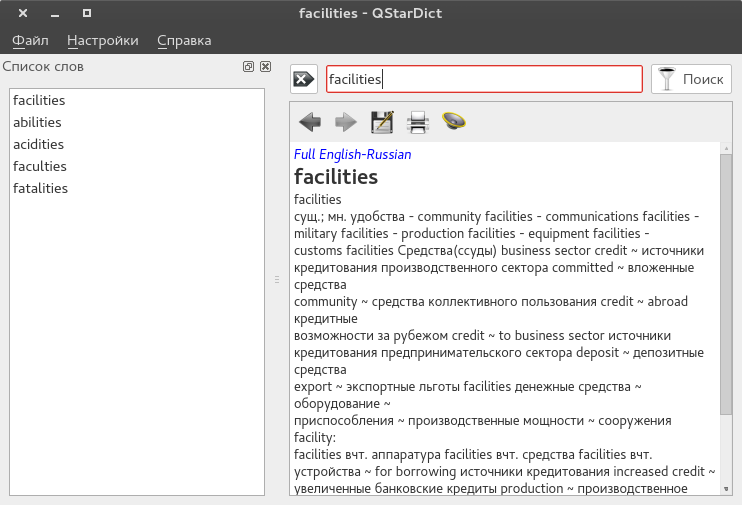 facilities - QStarDict
Файл Настройки Справка
Список слов
facilities
abilities
acidities
faculties
fatalities
facilities
Поиск
Full English-Russian
facilities
facilities
сущ.; мн. удобства - community facilities - communications facilities -
military facilities - production facilities - equipment facilities -
customs facilities Средства(ссуды) business sector credit ~ источники
кредитования производственного сектора committed ~ вложенные
средства
community ~ средства коллективного пользования credit ~ abroad
кредитные
возможности за рубежом credit ~ to business sector источники
кредитования предпринимательского сектора deposit ~ депозитные
средства
export ~ экспортные льготы facilities денежные средства ~
оборудование ~
приспособления ~ производственные мощности ~ сооружения
facility:
facilities вчт. аппаратура facilities вчт. средства facilities вчт.
устройства ~ for borrowing источники кредитования increased credit ~
увеличенные банковские кредиты production ~ производственное